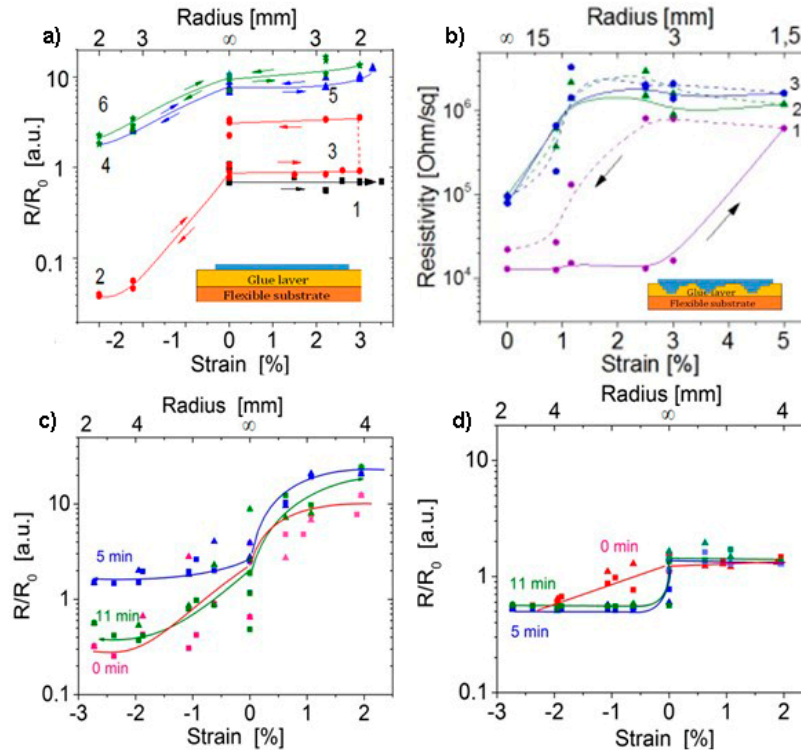 a)
Radius [mm]
2 3 ∞ 3 2
R/R0 [a.u.]
10
1
0.1
6
5
4
3
1
2
Glue layer
Flexible substrate
-2 -1 0 1 2 3
Strain [%]
b)
Radius [mm]
∞ 15 3 1,5
Resistivity [Ohm/sq]
10^6
10^5
10^4
3
2
1
Glue layer
Flexible substrate
0 1 2 3 4 5
Strain [%]
c)
Radius [mm]
2 4 ∞ 4
R/R0 [a.u.]
10
1
0.1
5 min
11 min
0 min
-3 -2 -1 0 1 2
Strain [%]
d)
Radius [mm]
2 4 ∞ 4
R/R0 [a.u.]
10
1
0.1
0 min
11 min
5 min
-3 -2 -1 0 1 2
Strain [%]